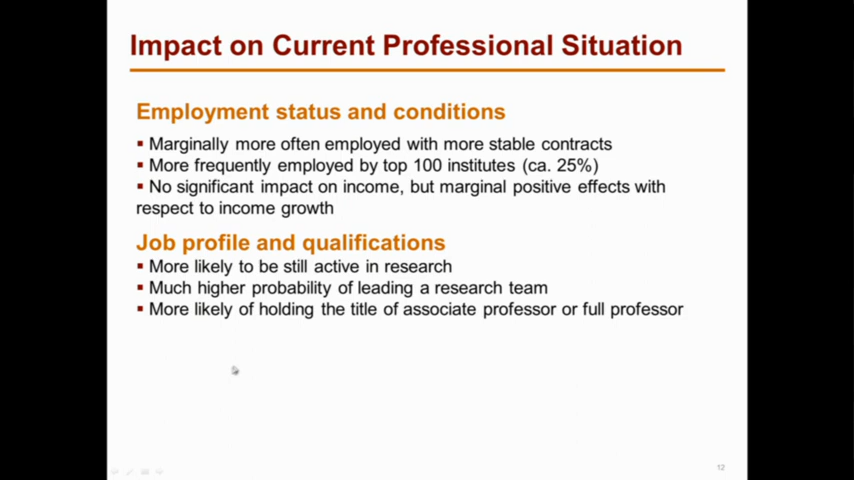 Impact on Current Professional Situation
Employment status and conditions
▪ Marginally more often employed with more stable contracts
▪ More frequently employed by top 100 institutes (ca. 25%)
▪ No significant impact on income, but marginal positive effects with
respect to income growth
Job profile and qualifications
▪ More likely to be still active in research
▪ Much higher probability of leading a research team
▪ More likely of holding the title of associate professor or full professor
12